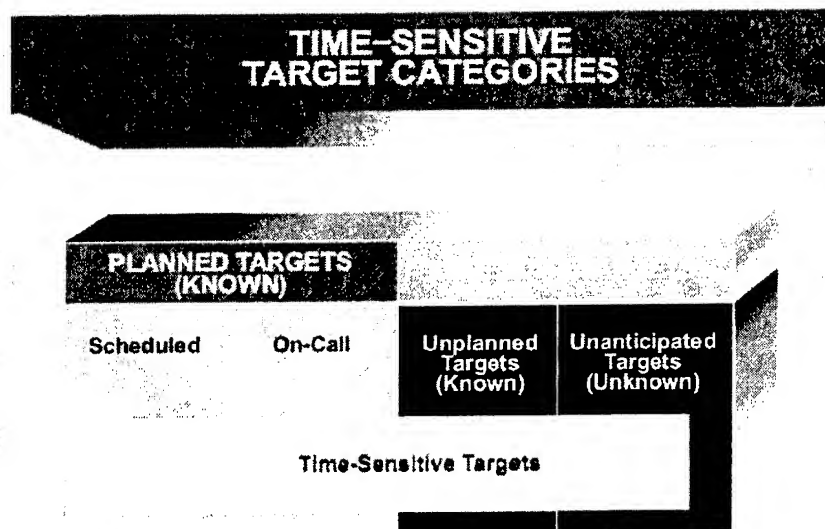 TIME-SENSITIVE
TARGET CATEGORIES
PLANNED TARGETS
(KNOWN)
Scheduled On-Call
Unplanned
Targets
(Known)
Unanticipated
Targets
(Unknown)
Time-Sensitive Targets